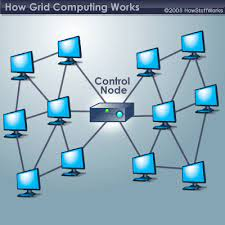 How Grid Computing Works
©2008 HowStuffWorks
Control
Node